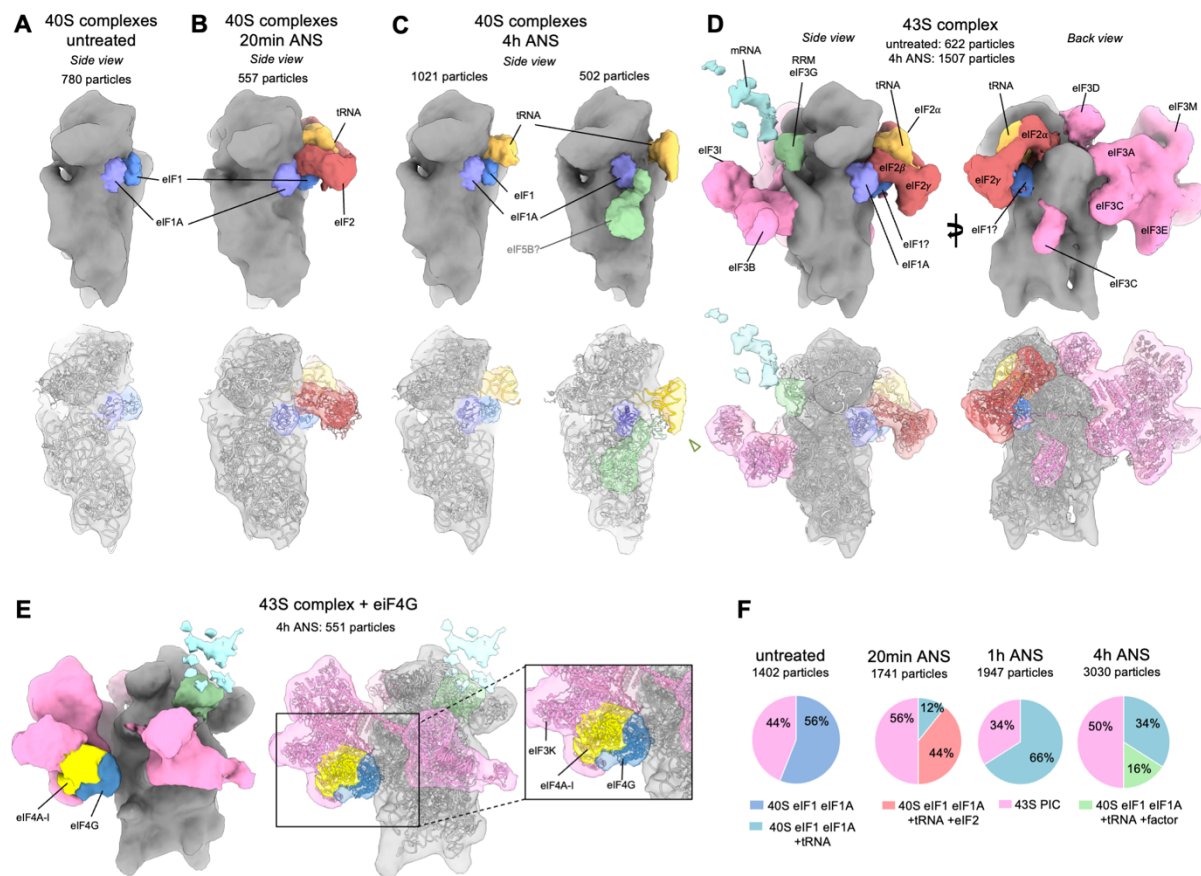 A
40S complexes
untreated
Side view
780 particles
eIF1
eIF1A
B
40S complexes
20min ANS
Side view
557 particles
tRNA
eIF2
C
40S complexes
4h ANS
Side view
1021 particles
502 particles
tRNA
eIF1
eIF1A
eIF5B?
D
43S complex
Side view
untreated: 622 particles
4h ANS: 1507 particles
Back view
mRNA
RRM
eIF3G
tRNA
eIF2α
eIF3I
eIF2β
eIF2γ
eIF3B
eIF1?
eIF1A
tRNA
eIF3D
eIF3M
eIF2α
eIF3A
eIF2γ
eIF3C
eIF1?
eIF3E
eIF3C
E
43S complex + eiF4G
4h ANS: 551 particles
eIF4A-I
eIF4G
eIF3K
eIF4A-I
eIF4G
F
untreated
1402 particles
44%
56%
20min ANS
1741 particles
56%
12%
44%
1h ANS
1947 particles
34%
66%
4h ANS
3030 particles
50%
34%
16%
40S eIF1 eIF1A
40S eIF1 eIF1A
+tRNA
40S eIF1 eIF1A
+tRNA +eIF2
43S PIC
40S eIF1 eIF1A
+tRNA +factor